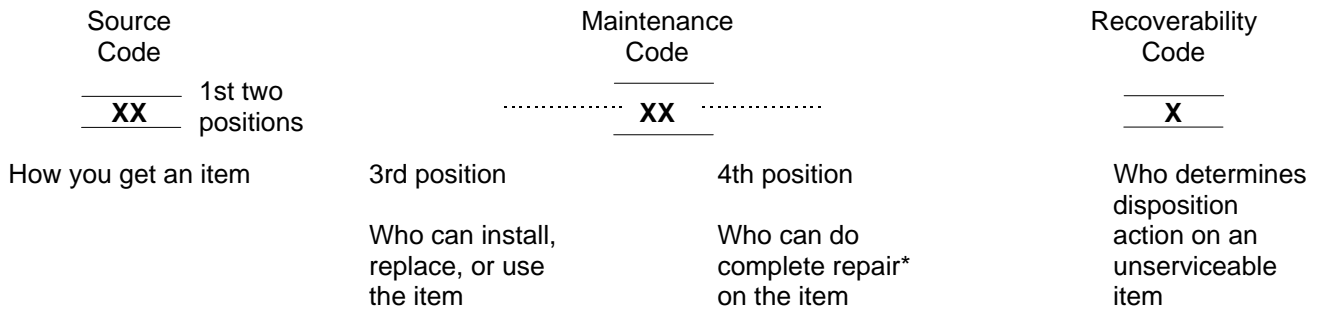 Source
Code
Maintenance
Code
Recoverability
Code
XX
1st two
positions
XX
X
How you get an item
3rd position
4th position
Who determines
disposition
action on an
unserviceable
item
Who can install,
replace, or use
the item
Who can do
complete repair*
on the item